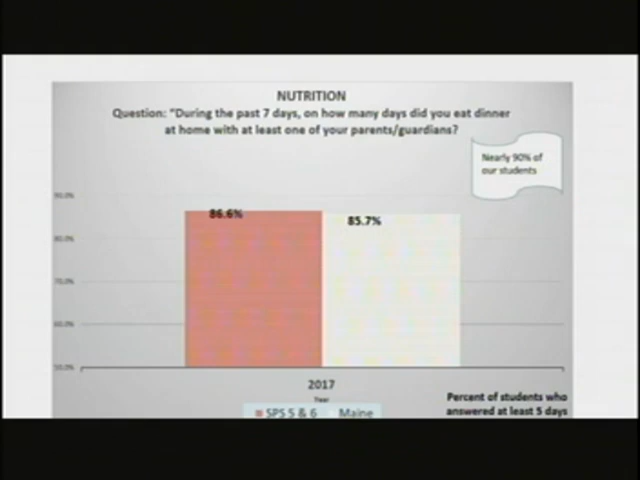 NUTRITION
Question: "During the past 7 days, on how many days did you eat dinner
at home with at least one of your parents/guardians?
Nearly 90% of
our students
90.0%
86.6%
85.7%
80.0%
70.0%
60.0%
50.0%
2017
Year
SPS 5 & 6 Maine
Percent of students who
answered at least 5 days